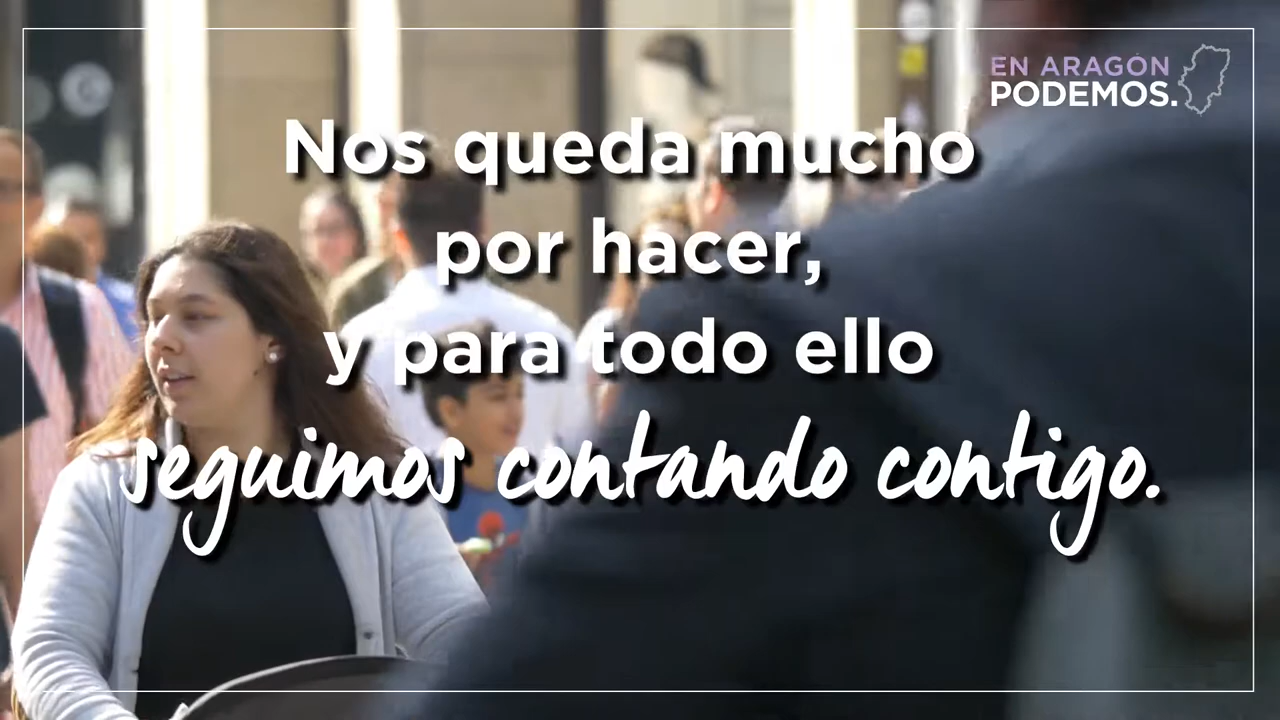 EN ARAGÓN
PODEMOS.
Nos queda mucho
por hacer,
y para todo ello
seguimos contando contigo.